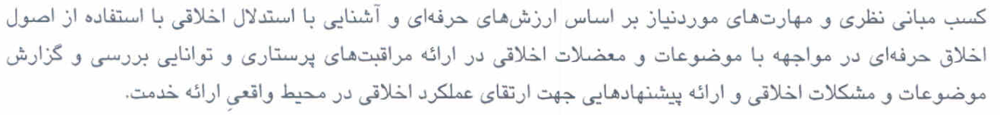 کسب مبانی نظری و مهارت‌های موردنیاز بر اساس ارزش‌های حرفه‌ای و آشنایی با استدلال اخلاقی با استفاده از اصول
اخلاق حرفه‌ای در مواجهه با موضوعات و معضلات اخلاقی در ارائه مراقبت‌های پرستاری و توانایی بررسی و گزارش
موضوعات و مشکلات اخلاقی و ارائه پیشنهادهایی جهت ارتقای عملکرد اخلاقی در محیط واقعیِ ارائه خدمت.